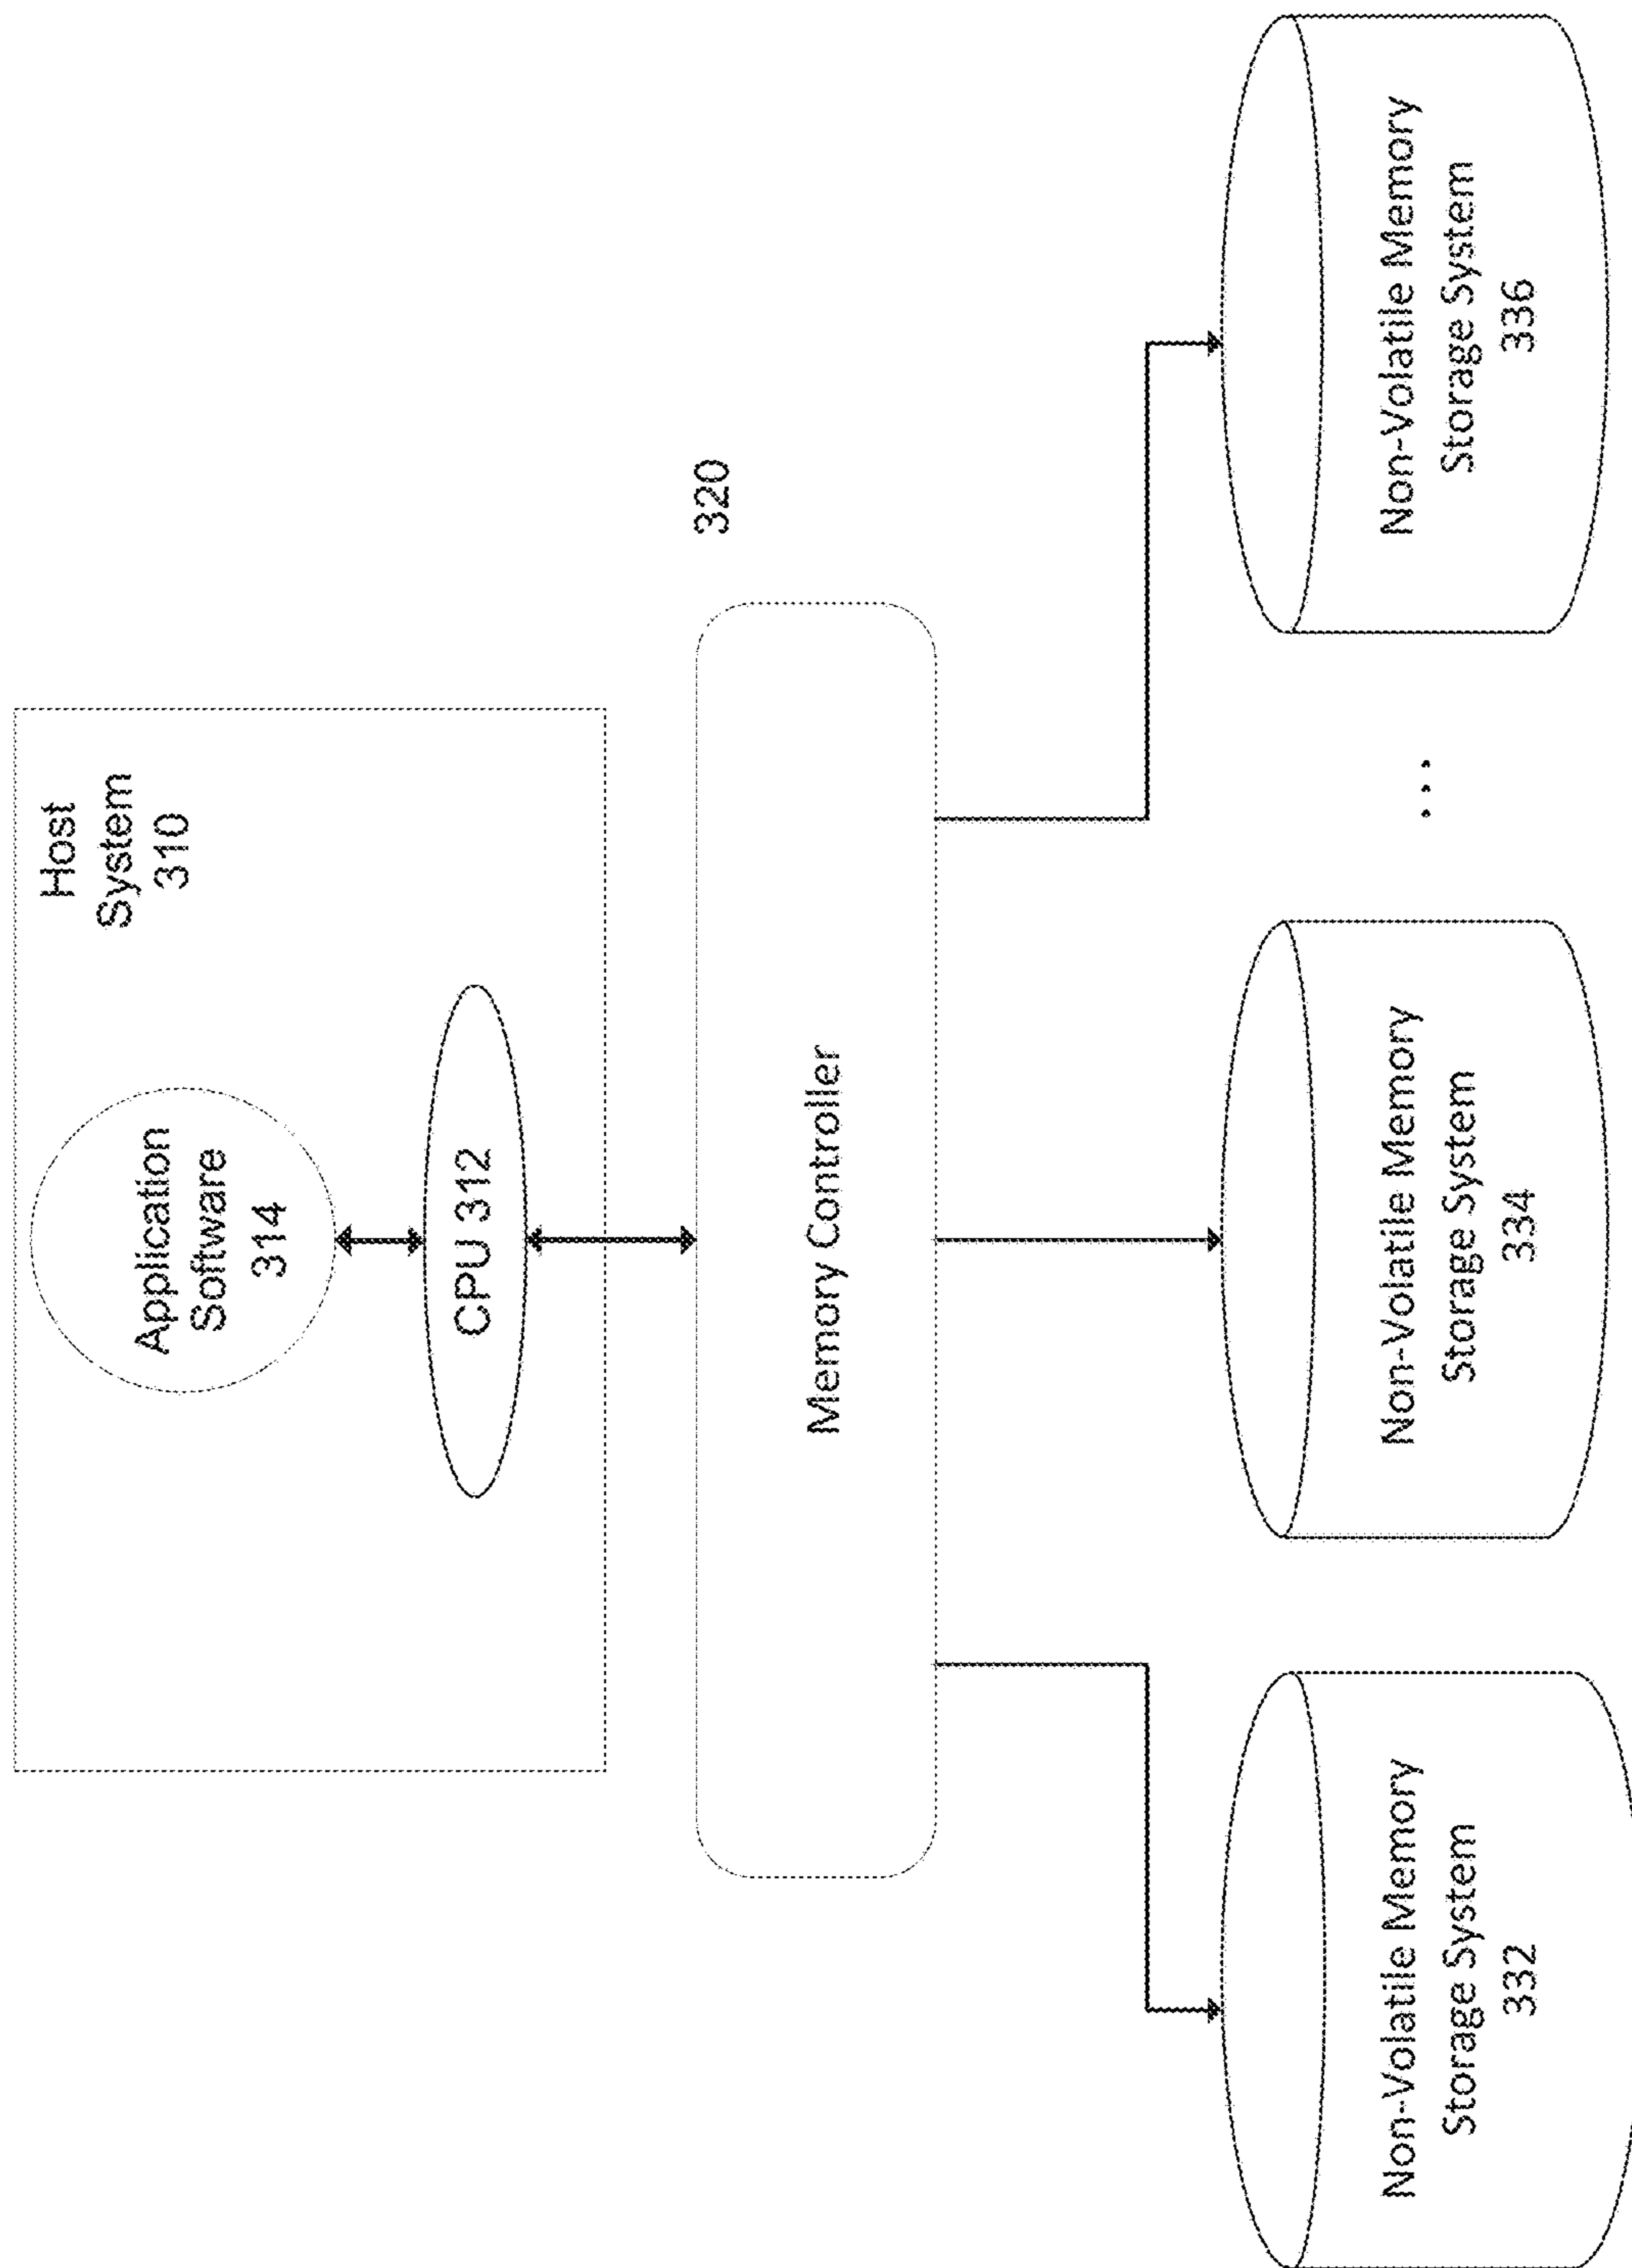 Host
System
310
Application
Software
314
CPU 312
320
Memory Controller
Non-Volatile Memory
Storage System
332
Non-Volatile Memory
Storage System
334
...
Non-Volatile Memory
Storage System
336